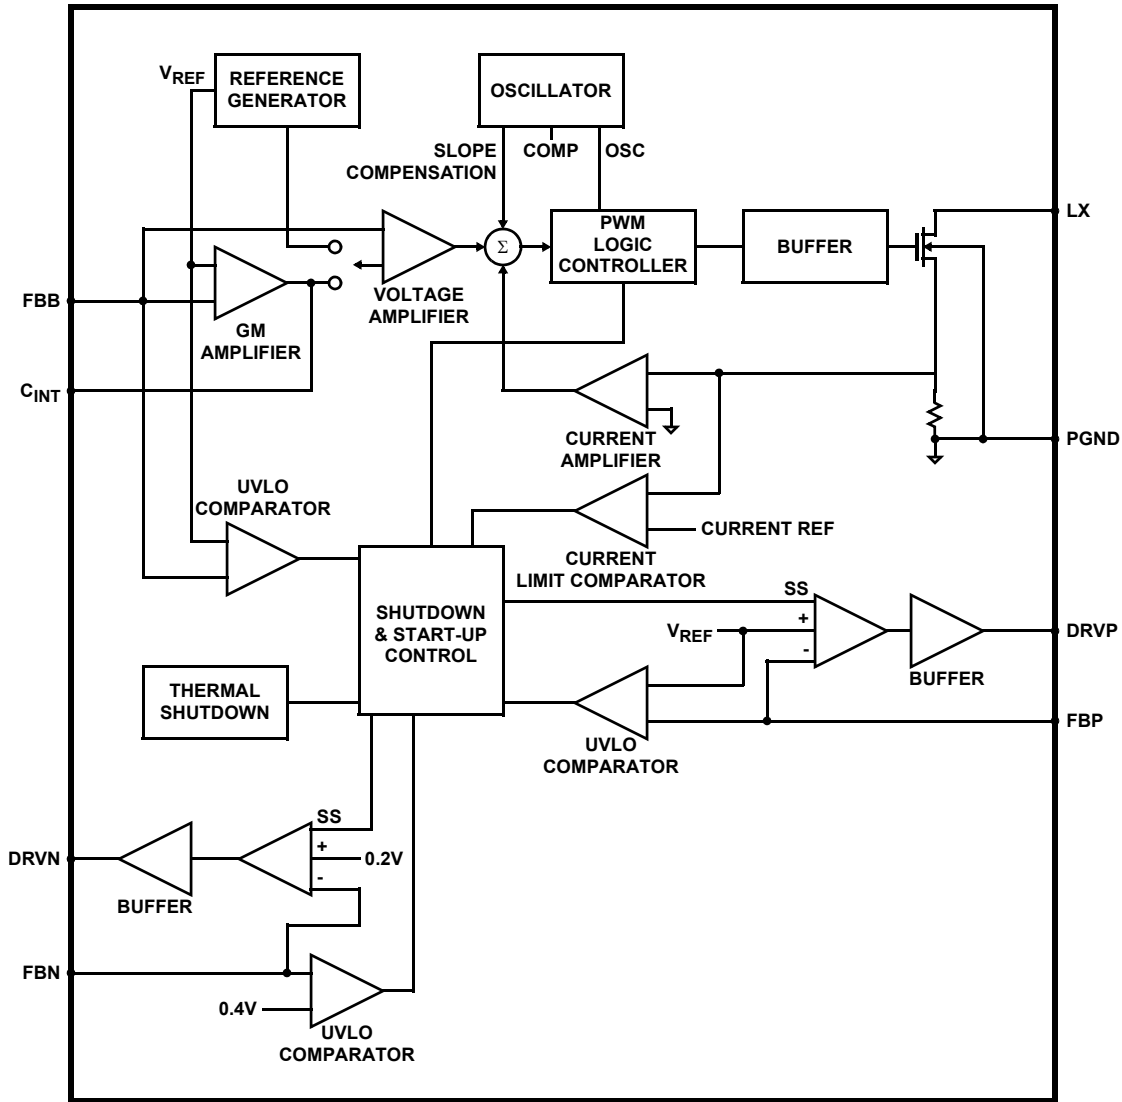 VREF
REFERENCE
GENERATOR
OSCILLATOR
SLOPE
COMPENSATION
COMP
OSC
LX
PWM
LOGIC
CONTROLLER
BUFFER
Σ
FBB
VOLTAGE
AMPLIFIER
GM
AMPLIFIER
CINT
CURRENT
AMPLIFIER
PGND
UVLO
COMPARATOR
CURRENT REF
CURRENT
LIMIT COMPARATOR
SS
SHUTDOWN
& START-UP
CONTROL
VREF
+
-
DRVP
BUFFER
THERMAL
SHUTDOWN
FBP
UVLO
COMPARATOR
SS
DRVN
+
0.2V
-
BUFFER
FBN
0.4V
UVLO
COMPARATOR